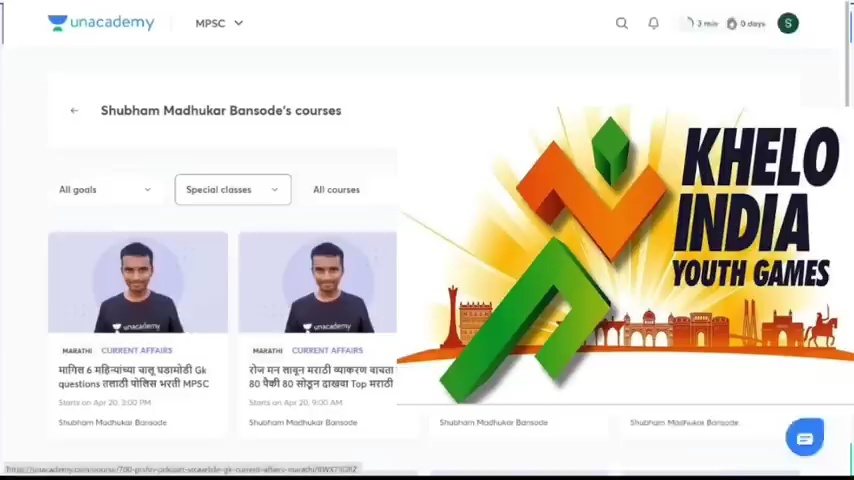 unacademy
MPSC
3 min
0 days
S
Shubham Madhukar Bansode's courses
All goals
Special classes
All courses
KHELO
INDIA
YOUTH GAMES
unacademy
unacademy
MARATHI CURRENT AFFAIRS
मागिल 6 महिन्यांच्या चालू घडामोडी Gk
questions तलाठी पोलिस भरती MPSC
Starts on Apr 20, 3:00 PM
Shubham Madhukar Bansode
MARATHI CURRENT AFFAIRS
रोज मन लावून मराठी व्याकरण वाचता
80 पैकी 80 सोडून दाखवा Top मराठी
Starts on Apr 20, 9:00 AM
Shubham Madhukar Bansode
Shubham Madhukar Bansode
Shubham Madhukar Bansode